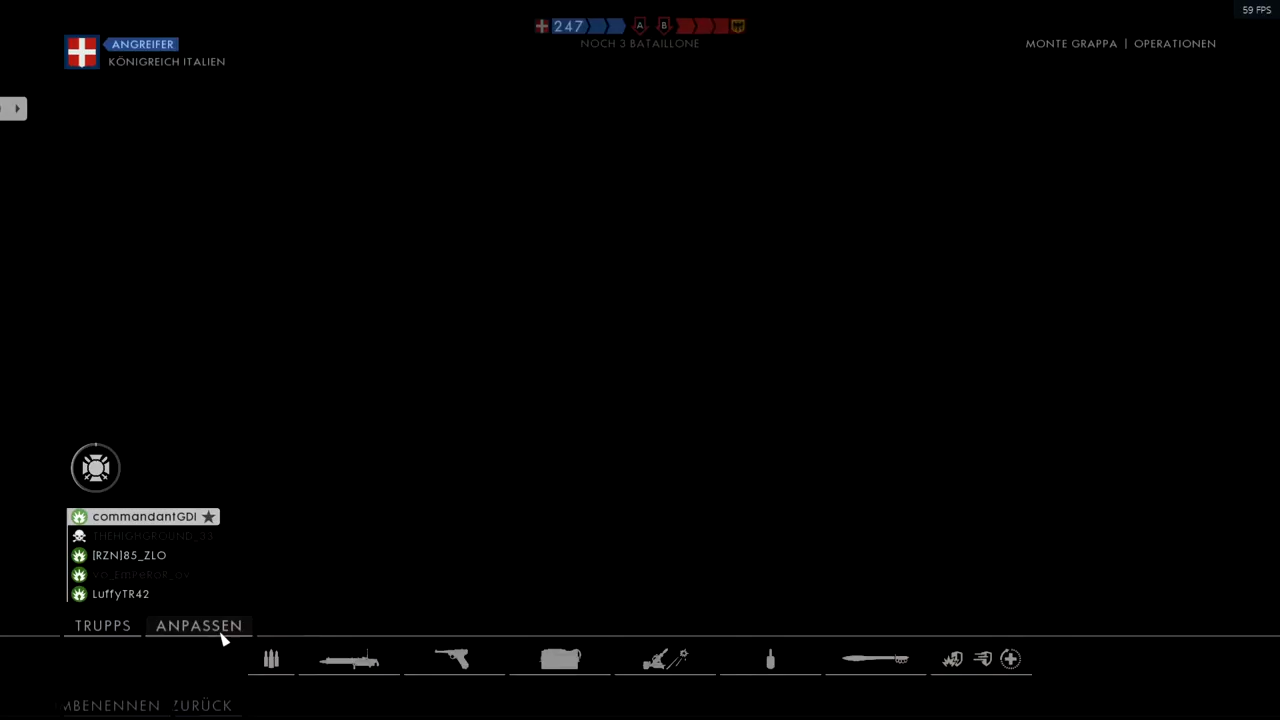 59 FPS
247 A B
ANGREIFER
NOCH 3 BATAILLONE
MONTE GRAPPA | OPERATIONEN
KÖNIGREICH ITALIEN
commandantGDI
THEHIGHGROUND_33
[RZN]85_ZLO
LuffyTR42
TRUPPS ANPASSEN
MBENENNEN ZURÜCK